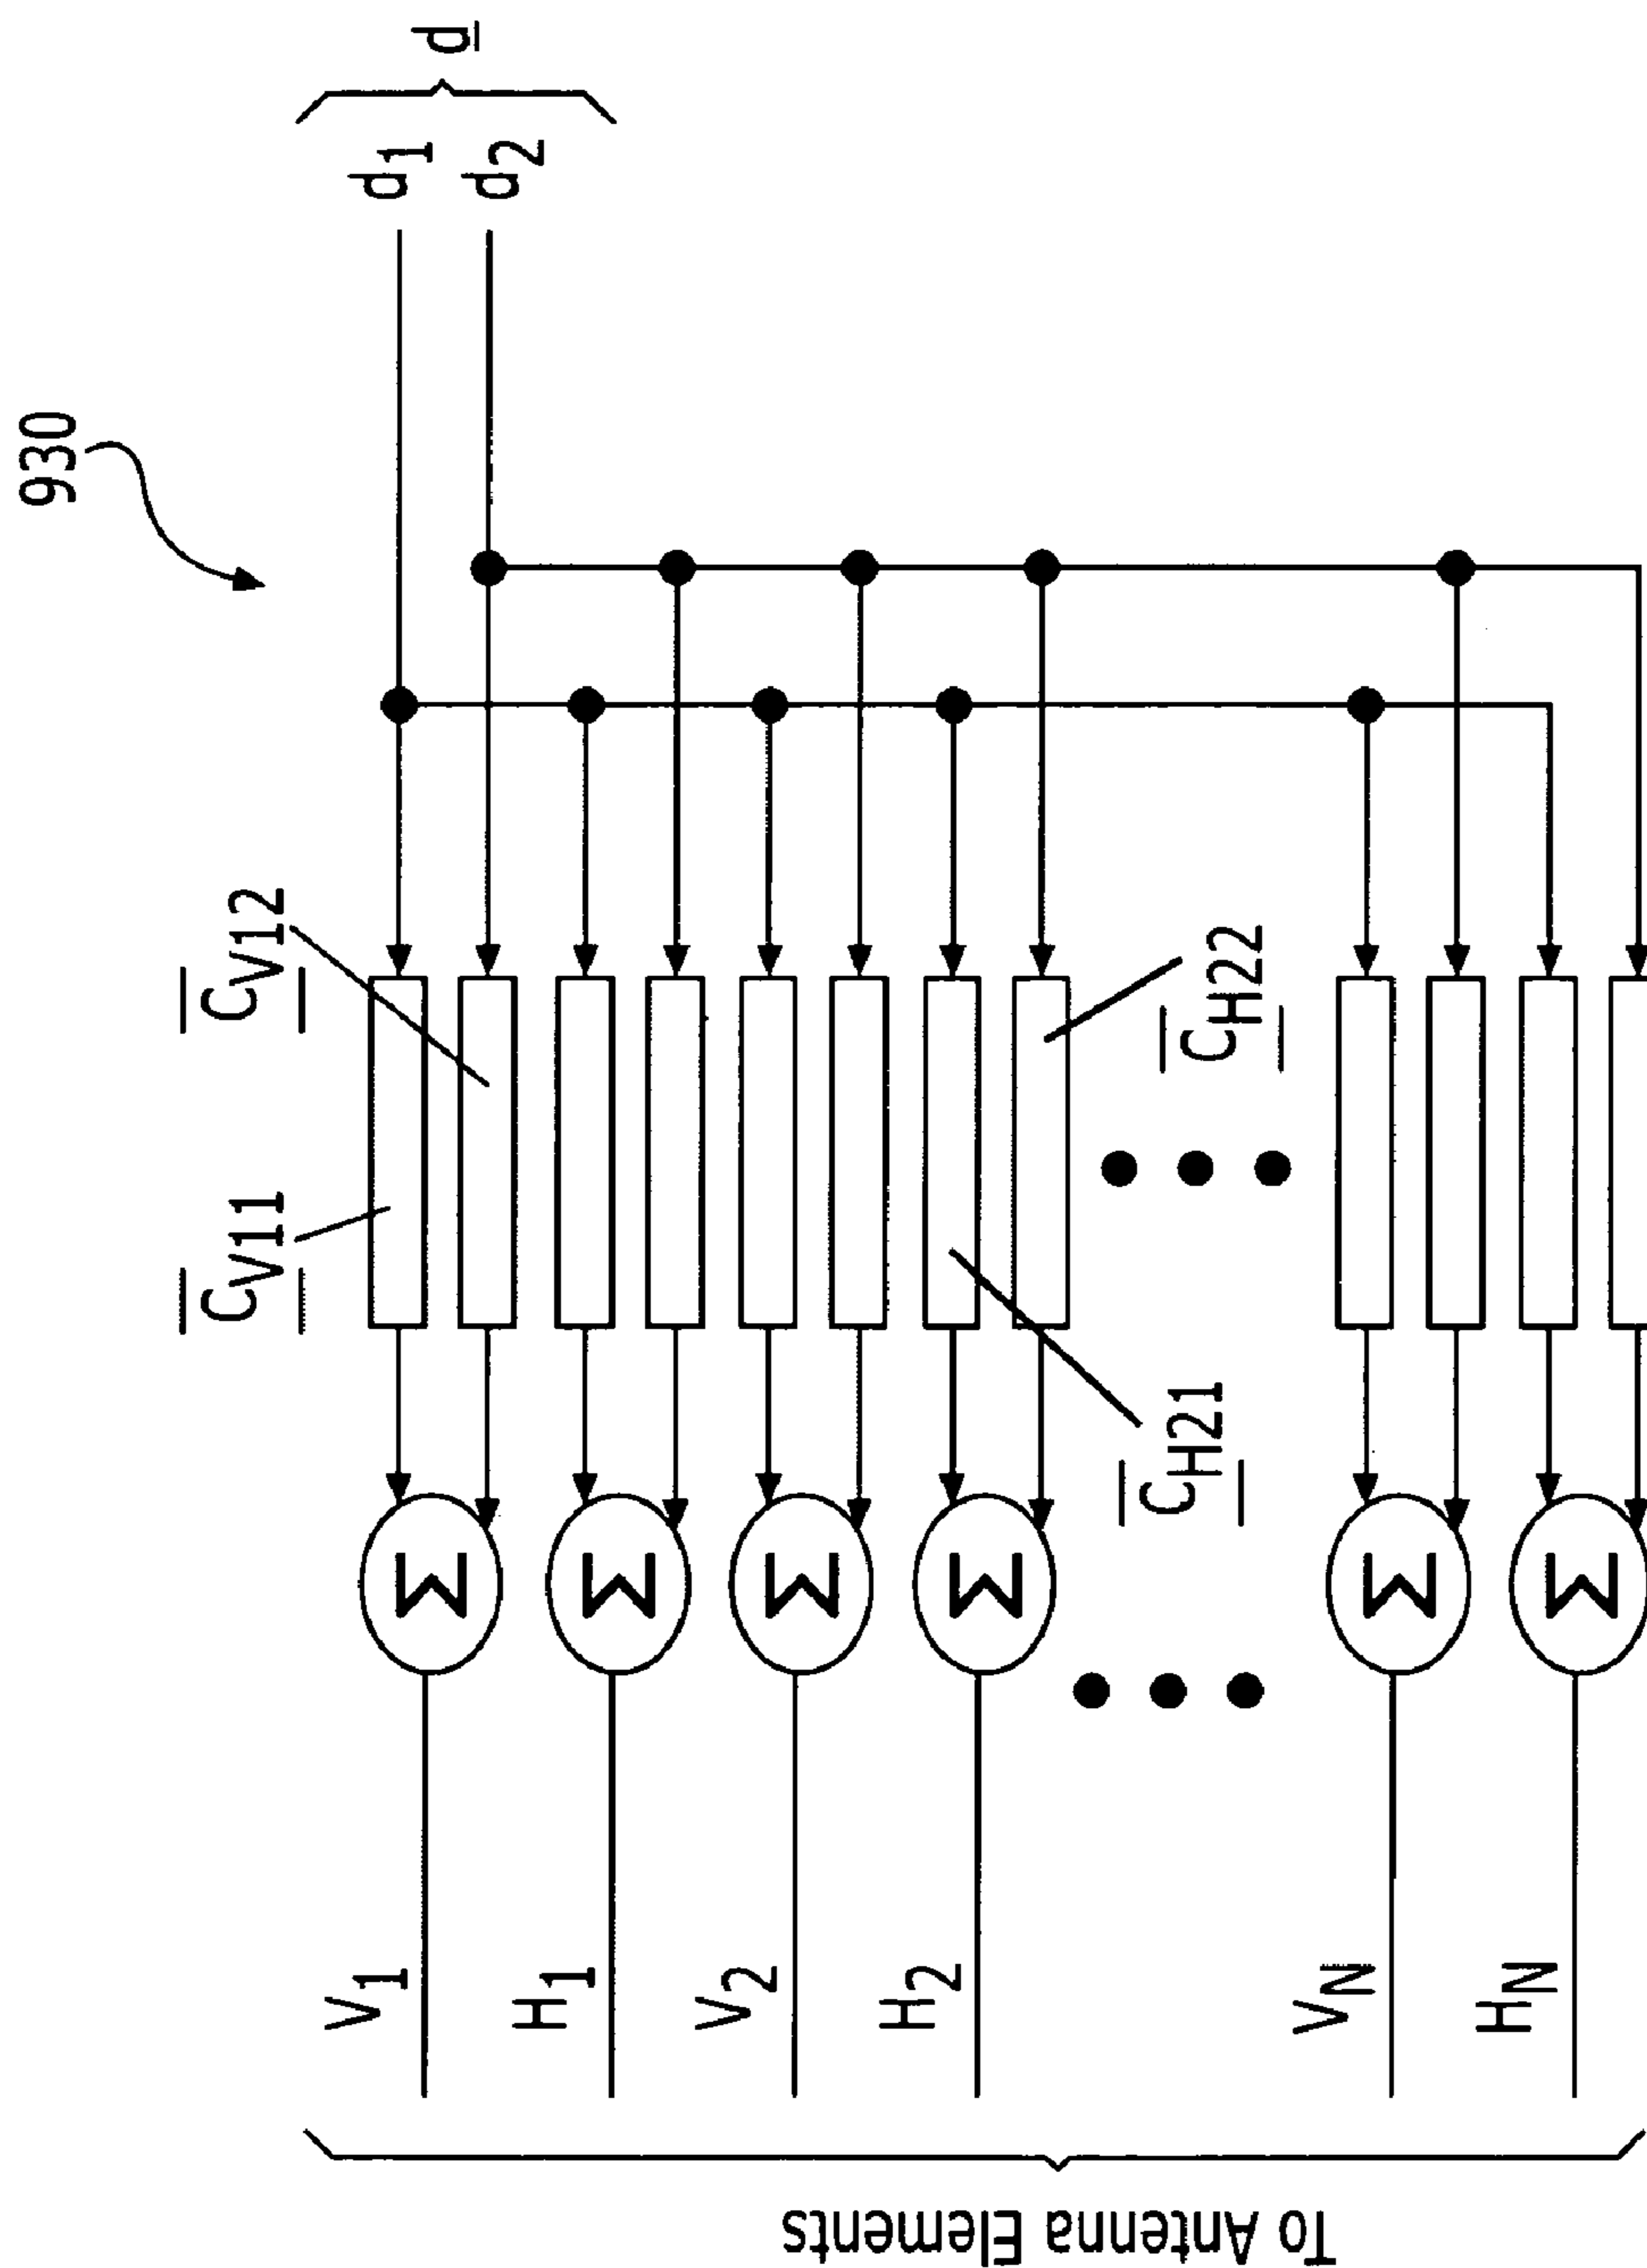 930
d
d1
d2
CV11
CV12
CH21
CH22
Σ
Σ
Σ
Σ
Σ
Σ
V1
H1
V2
H2
VN
HN
To Antenna Elements